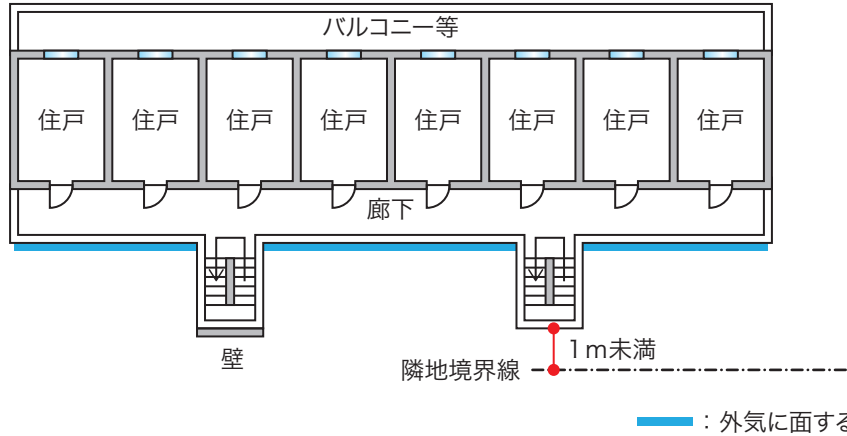 バルコニー等
住戸 住戸 住戸 住戸 住戸 住戸 住戸 住戸
廊下
壁
1m未満
隣地境界線
：外気に面する